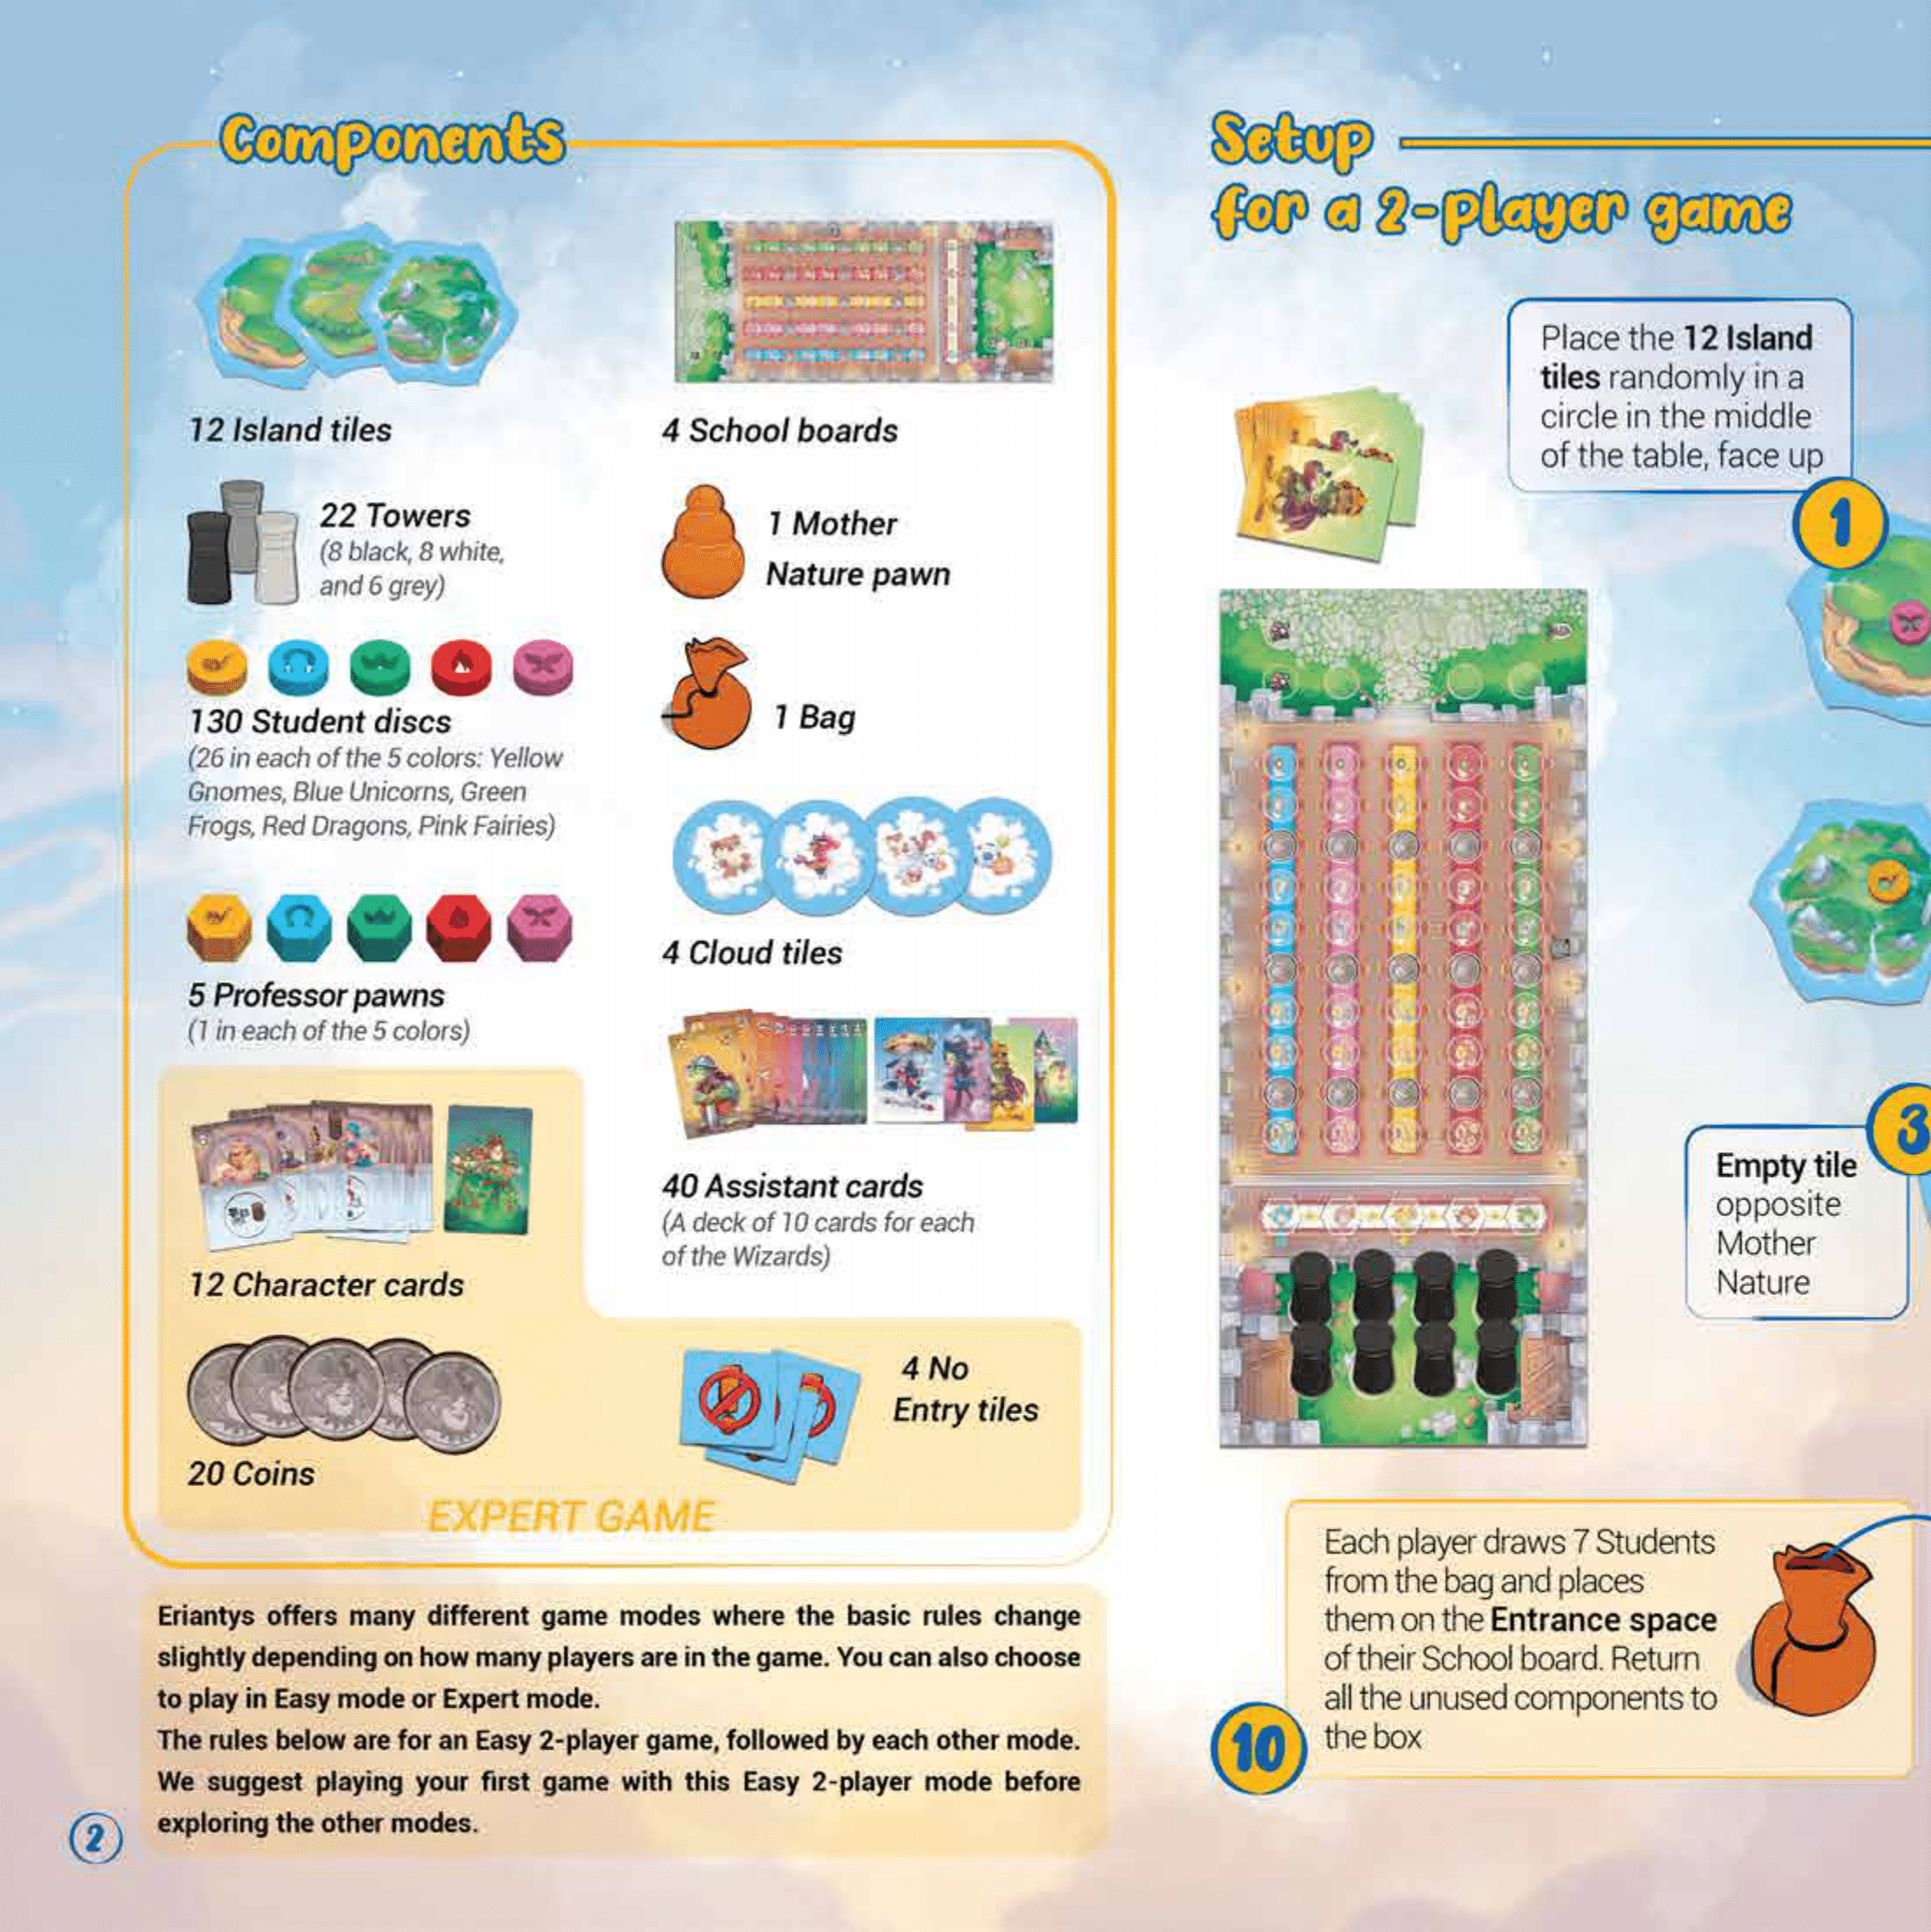 Components
12 Island tiles
4 School boards
22 Towers
(8 black, 8 white,
and 6 grey)
1 Mother
Nature pawn
130 Student discs
(26 in each of the 5 colors: Yellow
Gnomes, Blue Unicorns, Green
Frogs, Red Dragons, Pink Fairies)
1 Bag
4 Cloud tiles
5 Professor pawns
(1 in each of the 5 colors)
40 Assistant cards
(A deck of 10 cards for each
of the Wizards)
12 Character cards
20 Coins
4 No
Entry tiles
EXPERT GAME
Eriantys offers many different game modes where the basic rules change
slightly depending on how many players are in the game. You can also choose
to play in Easy mode or Expert mode.
The rules below are for an Easy 2-player game, followed by each other mode.
We suggest playing your first game with this Easy 2-player mode before
exploring the other modes.
2
Setup
for a 2-player game
Place the 12 Island
tiles randomly in a
circle in the middle
of the table, face up
1
3
Empty tile
opposite
Mother
Nature
Each player draws 7 Students
from the bag and places
them on the Entrance space
of their School board. Return
all the unused components to
the box
10